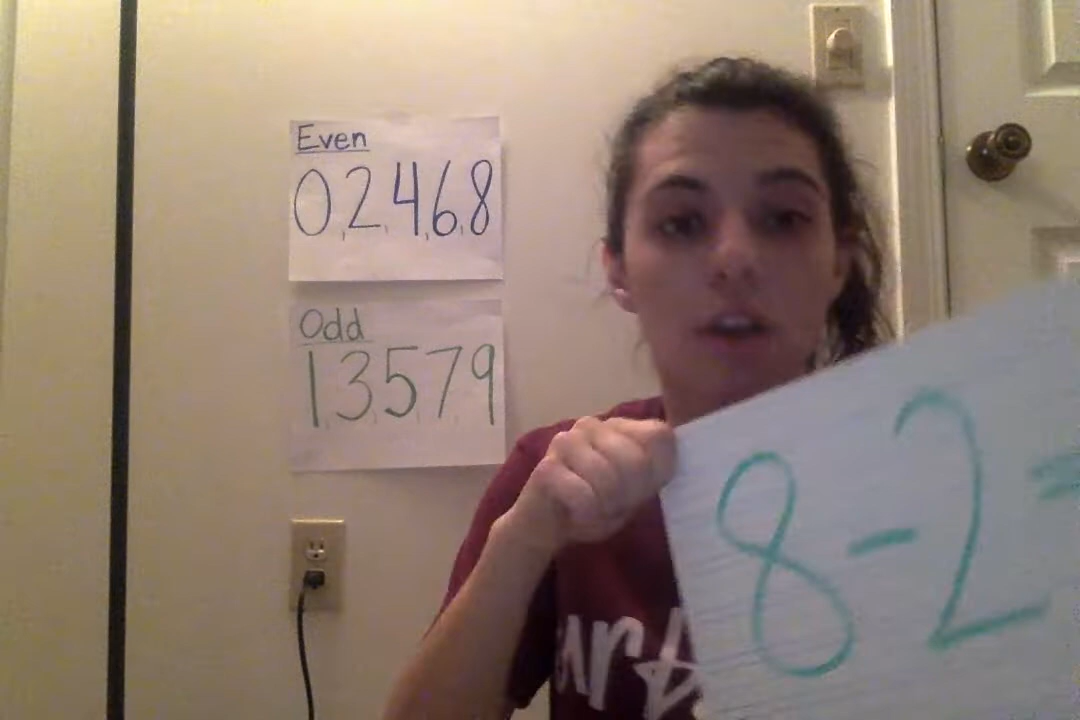 Even
0, 2, 4, 6, 8
Odd
1, 3, 5, 7, 9
8-2=